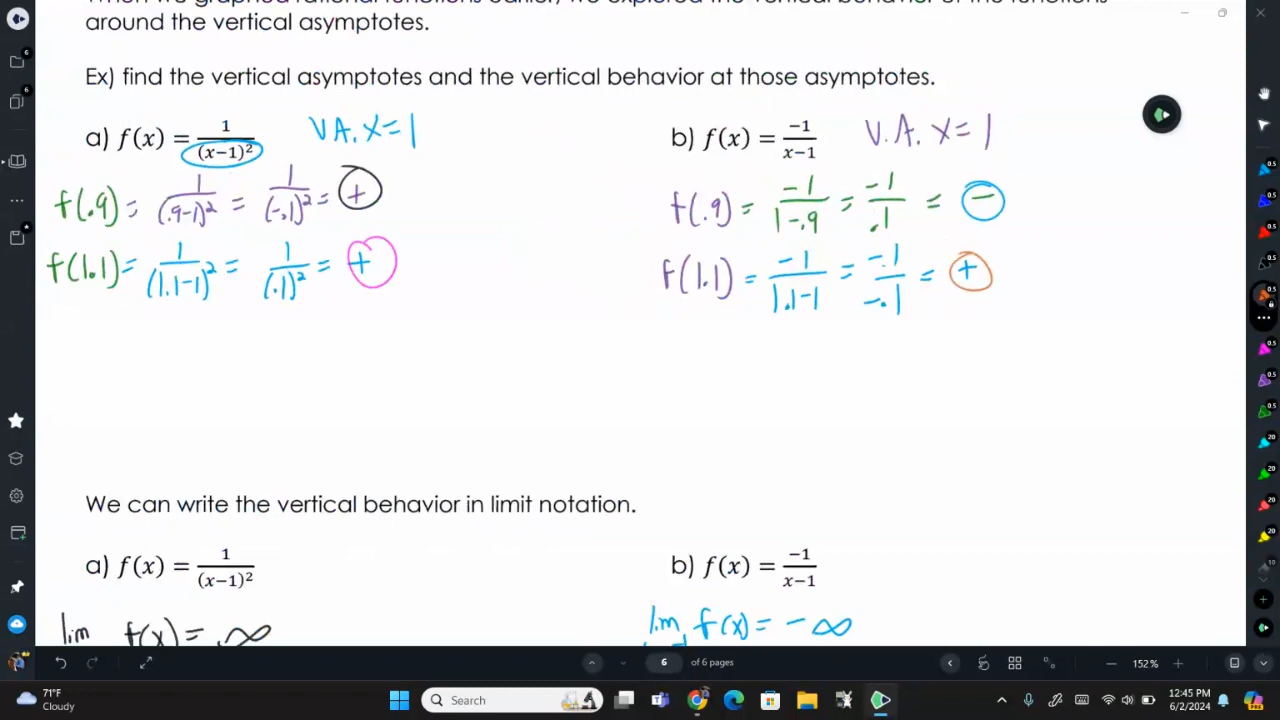 around the vertical asymptotes.
Ex) find the vertical asymptotes and the vertical behavior at those asymptotes.
a) f(x) = 1/(x−1)² V.A. x=1
f(.9) = 1/(.9-1)² = 1/(-.1)² = +
f(1.1) = 1/(1.1-1)² = 1/(.1)² = +
b) f(x) = −1/x−1 V.A. x=1
f(.9) = -1/1-.9 = -1/.1 = -
f(1.1) = -1/1.1-1 = -.1/-.1 = +
We can write the vertical behavior in limit notation.
a) f(x) = 1/(x−1)²
lim f(x) = ∞
b) f(x) = −1/x−1
lim f(x) = -∞
6
of 6 pages
152%
71°F
Cloudy
Search
12:45 PM
6/2/2024